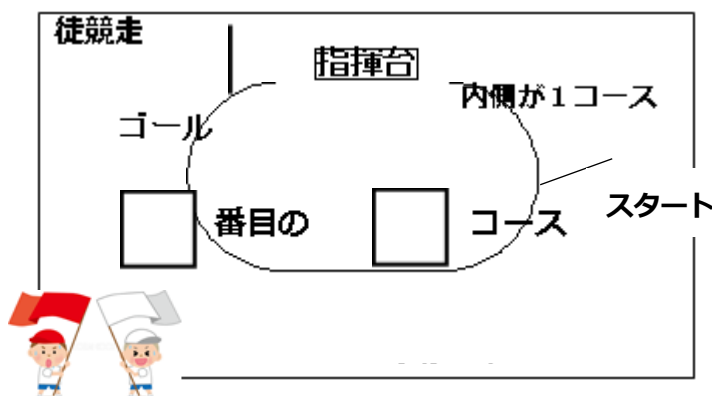 徒競走
指揮台
内側が１コース
ゴール
スタート
番目の
コース